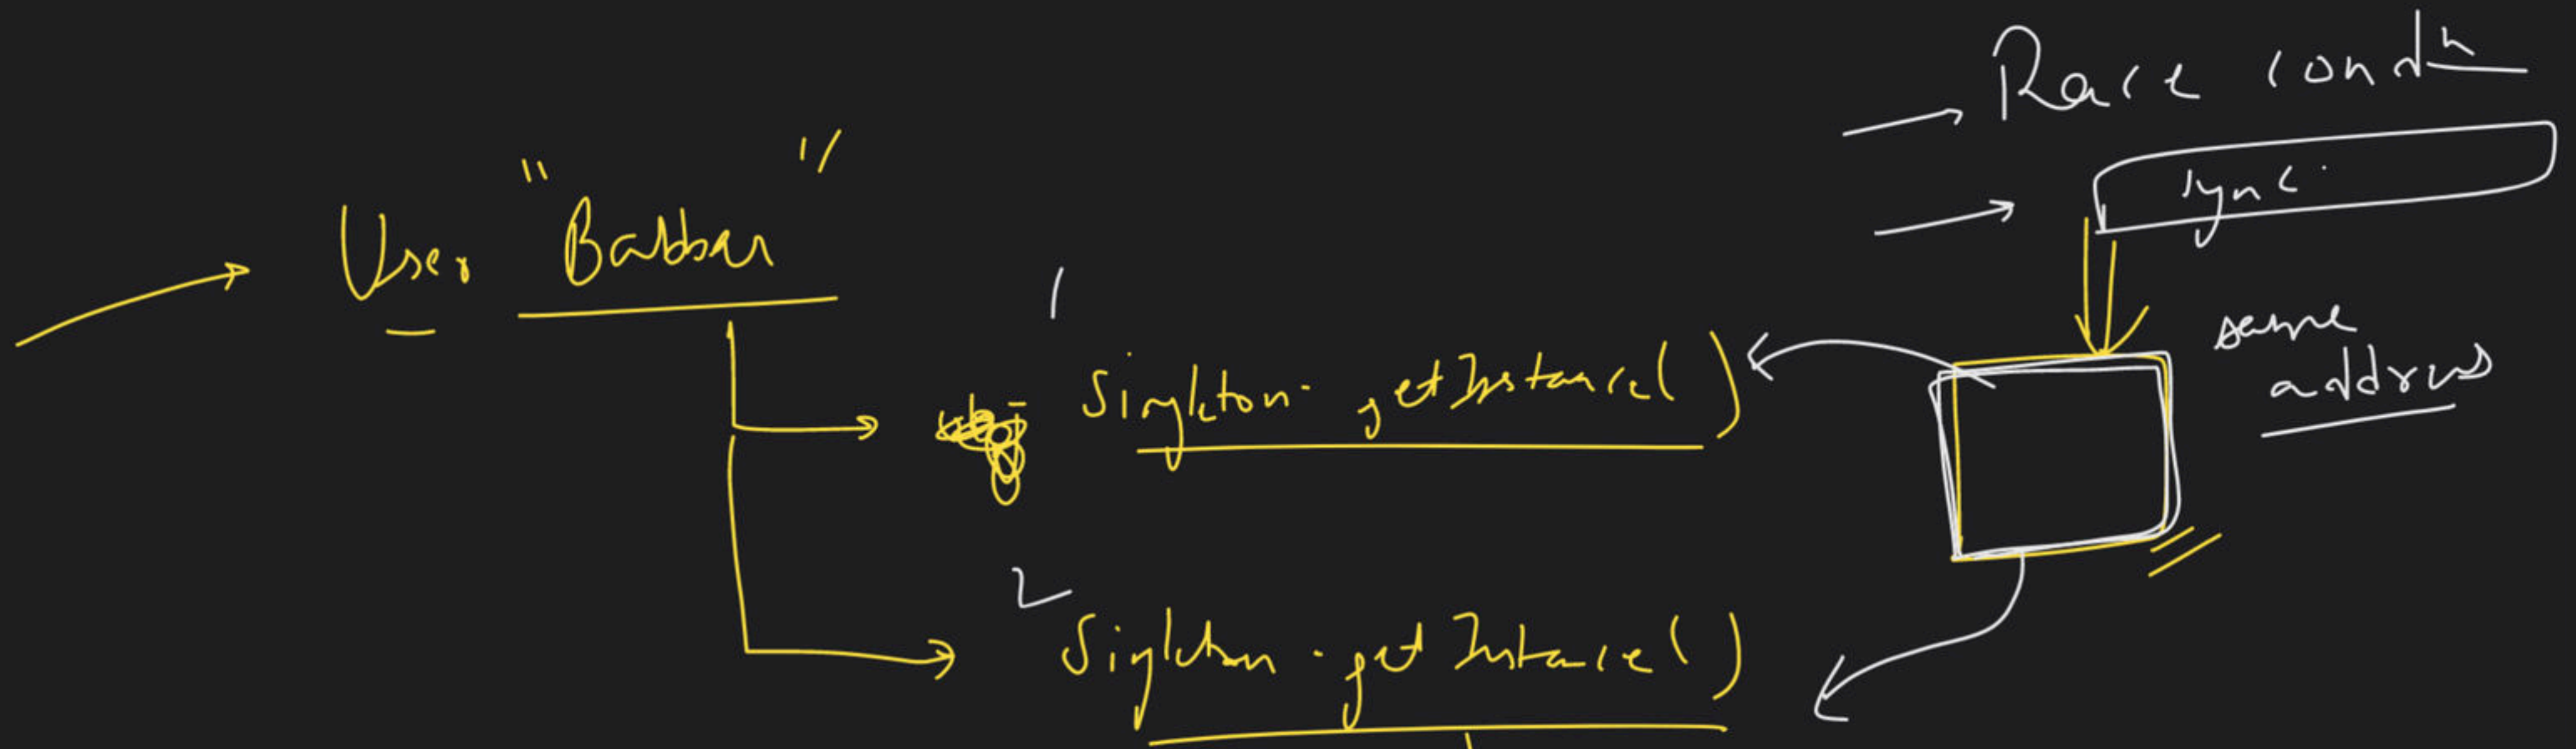 Race condn
sync.
User "Babbar"
1
Singleton.getInstance()
same
address
2
Singleton.getInstance()